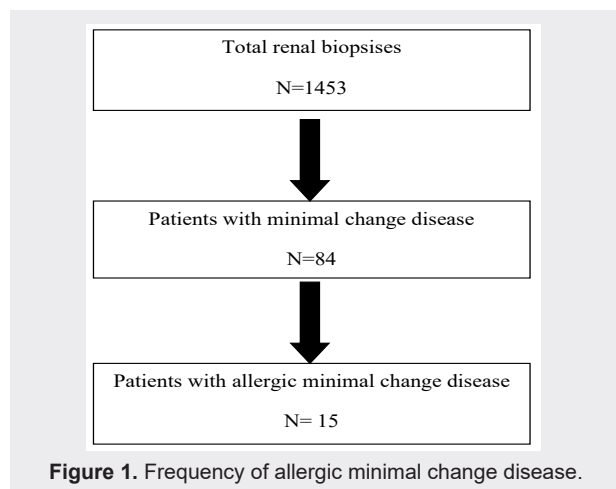 Total renal biopsises
N=1453
Patients with minimal change disease
N=84
Patients with allergic minimal change disease
N= 15
Figure 1. Frequency of allergic minimal change disease.